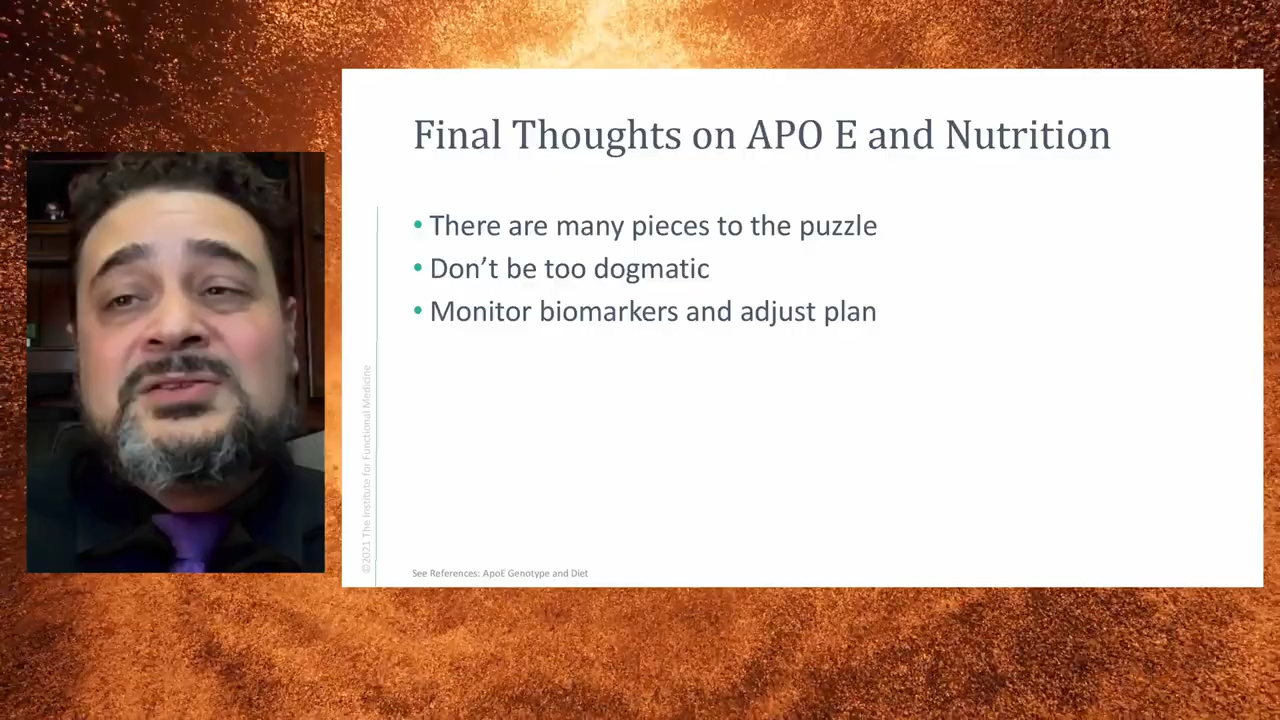 Final Thoughts on APO E and Nutrition
• There are many pieces to the puzzle
• Don’t be too dogmatic
• Monitor biomarkers and adjust plan
©2021 The Institute for Functional Medicine
See References: ApoE Genotype and Diet